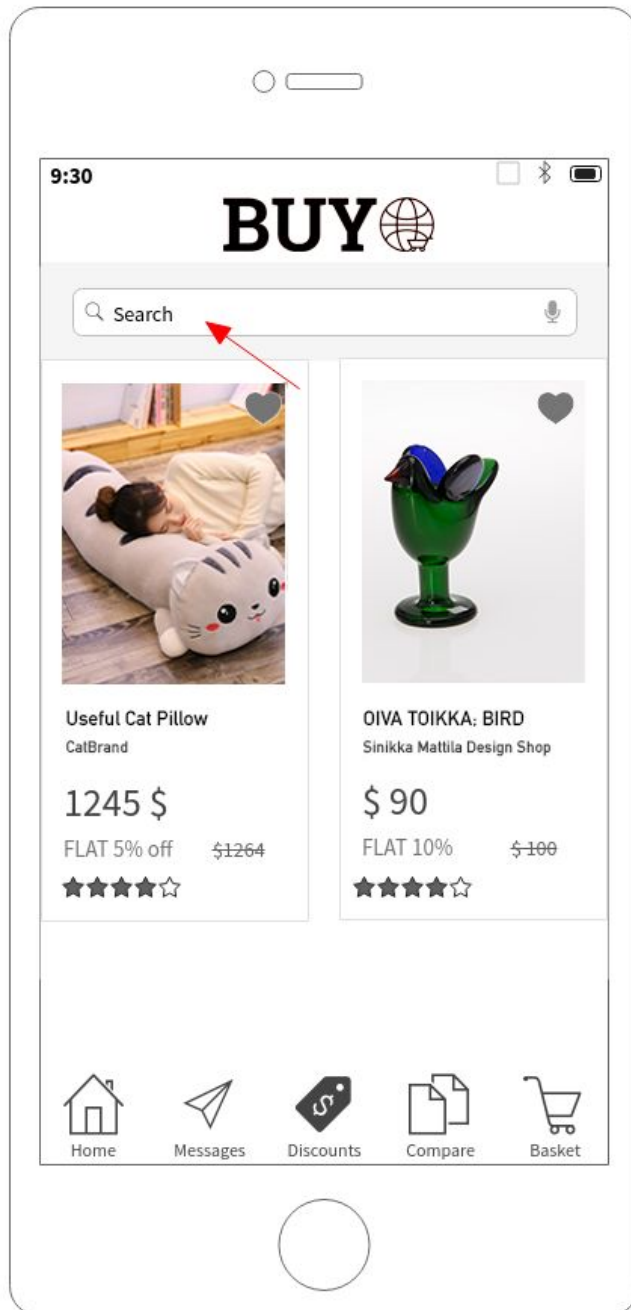 9:30
BUY
Search
Useful Cat Pillow
CatBrand
1245 $
FLAT 5% off $1264
OIVA TOIKKA; BIRD
Sinikka Mattila Design Shop
$ 90
FLAT 10% $ 100
Home Messages Discounts Compare Basket